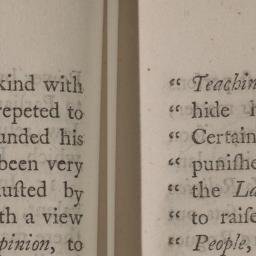 kind with
repeted to
unded his
been very
usted by
th a view
pinion, to
“ Teachin
“ hide
“ Certain
“ punishe
“ the La
“ to raise
“ People,